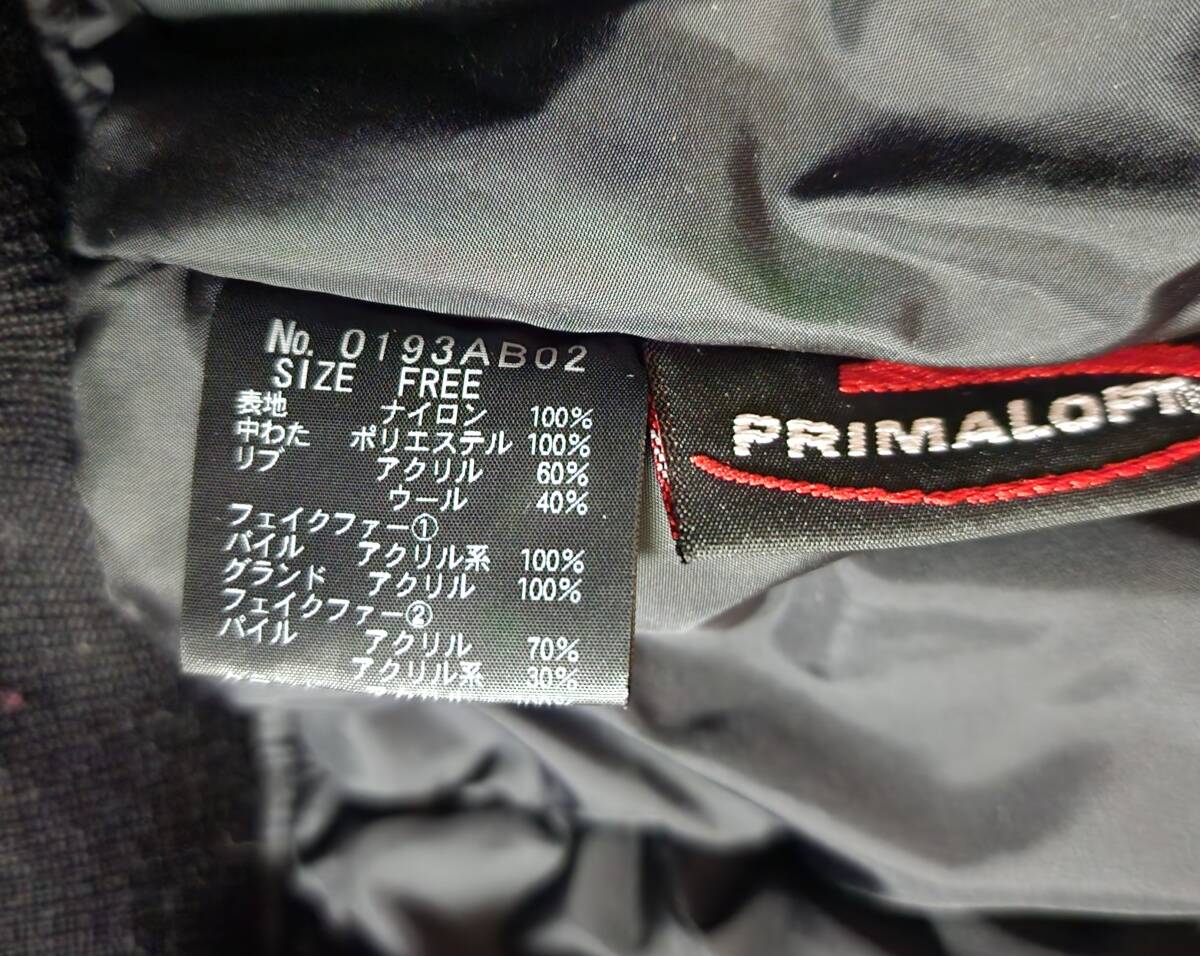 No. 0193AB02
SIZE FREE
表地 ナイロン 100%
中わた ポリエステル 100%
リブ アクリル 60%
ウール 40%
フェイクファー①
パイル アクリル系 100%
グランド アクリル 100%
フェイクファー②
パイル アクリル 70%
アクリル系 30%
PRIMALOFT®